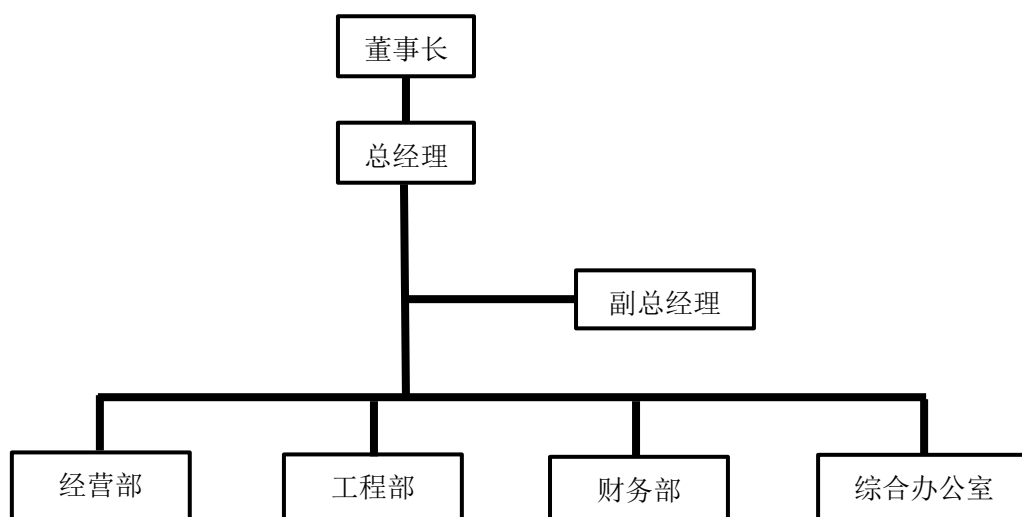 董事长
总经理
副总经理
经营部
工程部
财务部
综合办公室